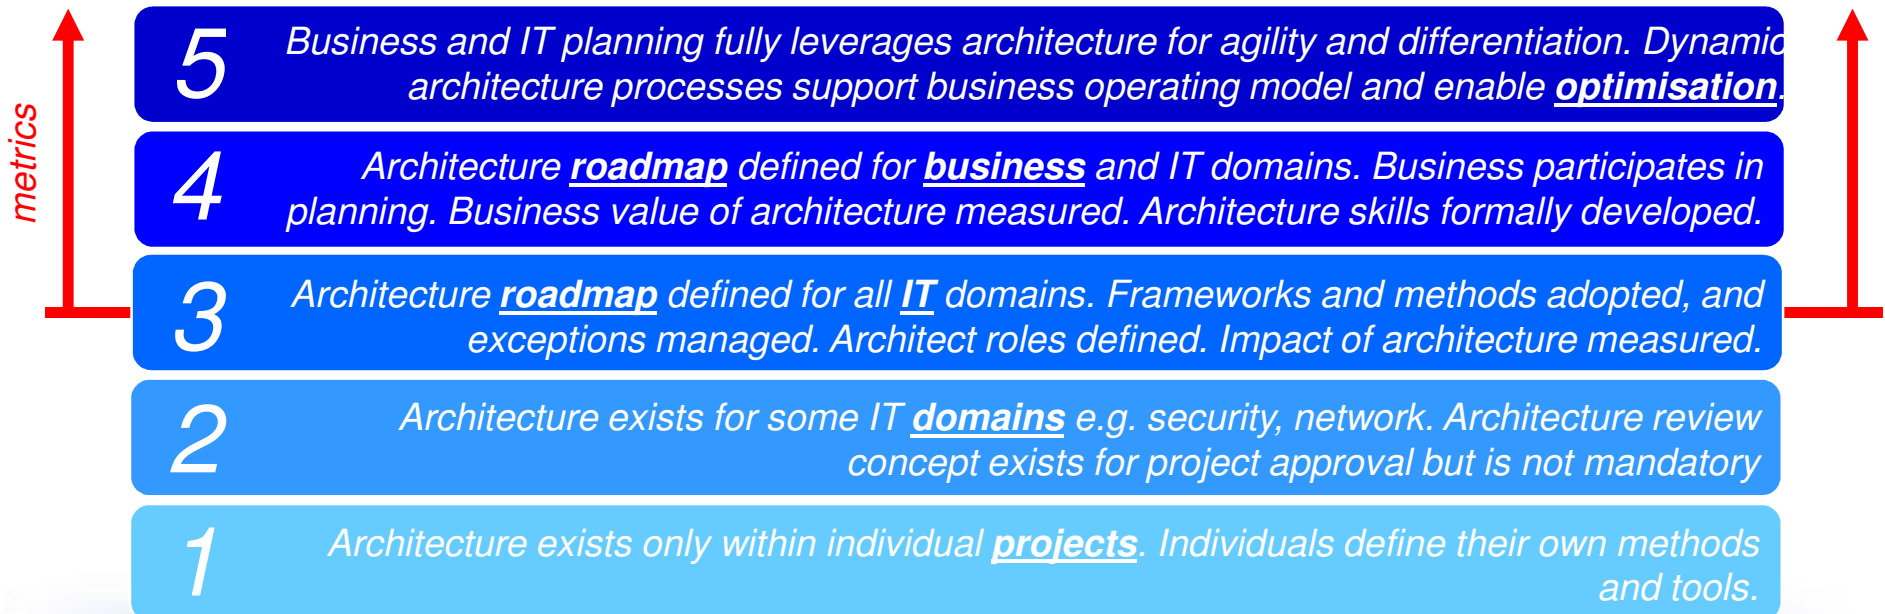 metrics
5
Business and IT planning fully leverages architecture for agility and differentiation. Dynamic
architecture processes support business operating model and enable optimisation.
4
Architecture roadmap defined for business and IT domains. Business participates in
planning. Business value of architecture measured. Architecture skills formally developed.
3
Architecture roadmap defined for all IT domains. Frameworks and methods adopted, and
exceptions managed. Architect roles defined. Impact of architecture measured.
2
Architecture exists for some IT domains e.g. security, network. Architecture review
concept exists for project approval but is not mandatory
1
Architecture exists only within individual projects. Individuals define their own methods
and tools.